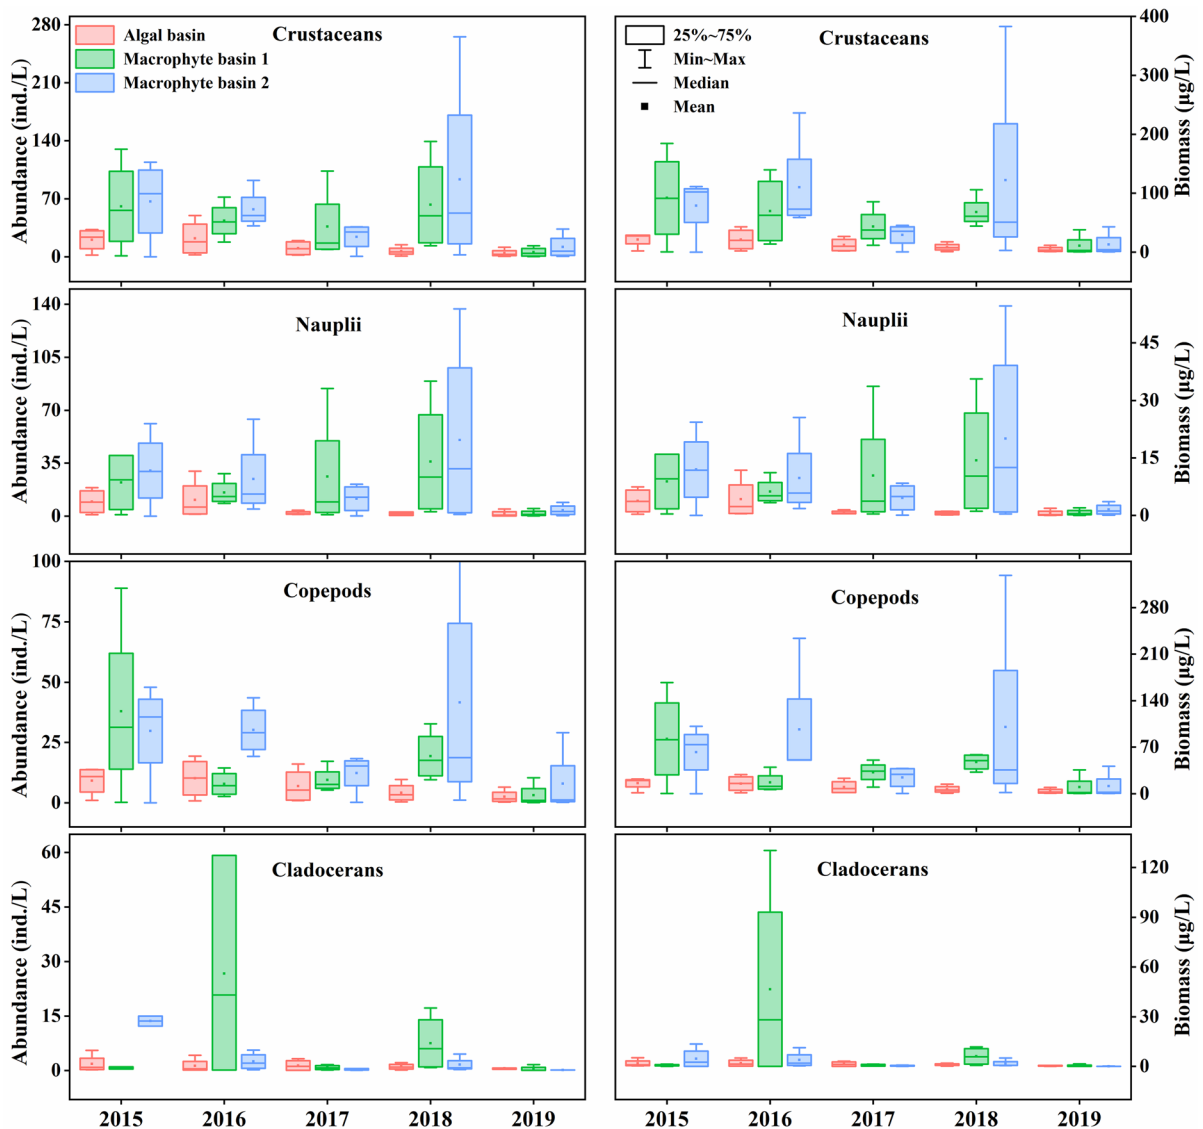 Crustaceans
Algal basin
Macrophyte basin 1
Macrophyte basin 2
Abundance (ind./L)
280
210
140
70
0
Crustaceans
25%~75%
Min~Max
Median
Mean
Biomass (μg/L)
400
300
200
100
0
Nauplii
Abundance (ind./L)
140
105
70
35
0
Nauplii
Biomass (μg/L)
45
30
15
0
Copepods
Abundance (ind./L)
100
75
50
25
0
Copepods
Biomass (μg/L)
280
210
140
70
0
Cladocerans
Abundance (ind./L)
60
45
30
15
0
Cladocerans
Biomass (μg/L)
120
90
60
30
0
2015 2016 2017 2018 2019
2015 2016 2017 2018 2019